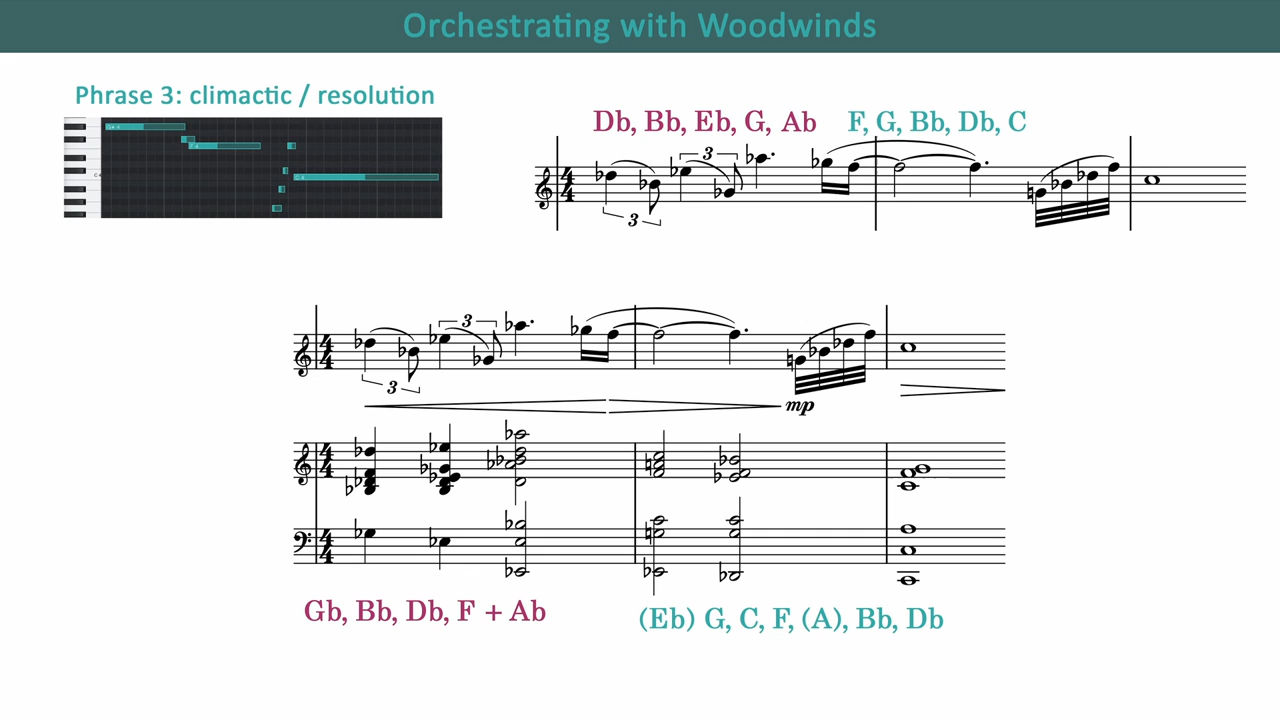 Orchestrating with Woodwinds
Phrase 3: climactic / resolution
Db, Bb, Eb, G, Ab F, G, Bb, Db, C
3
3
3
3
mp
Gb, Bb, Db, F + Ab
(Eb) G, C, F, (A), Bb, Db